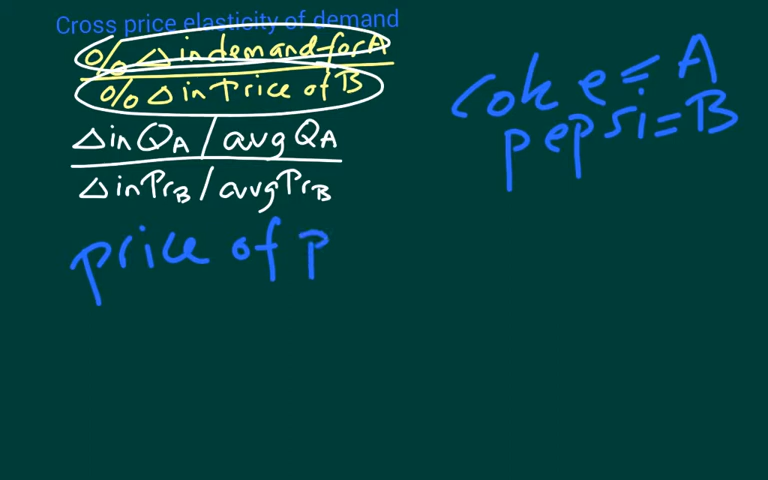 Cross price elasticity of demand
% Δ in demand for A
% Δ in Price of B
Δ in QA / avg QA
Δ in PrB / avg PrB
price of p
coke = A
pepsi = B